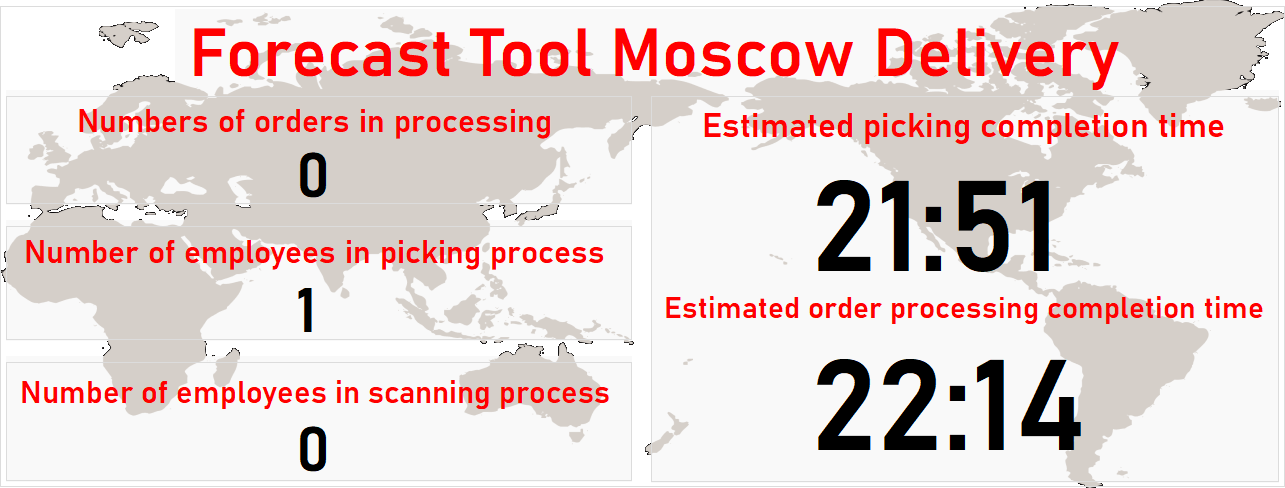 Forecast Tool Moscow Delivery
Numbers of orders in processing
0
Number of employees in picking process
1
Number of employees in scanning process
0
Estimated picking completion time
21:51
Estimated order processing completion time
22:14